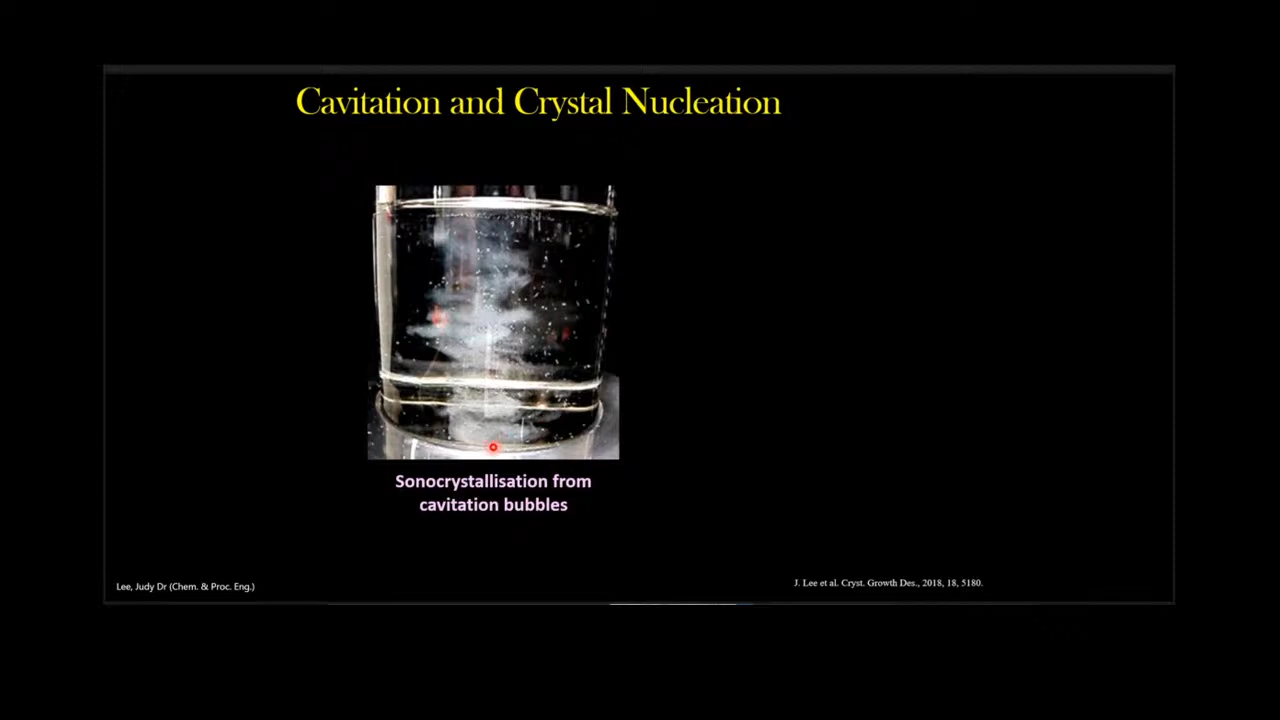 Cavitation and Crystal Nucleation
Sonocrystallisation from
cavitation bubbles
Lee, Judy Dr (Chem. & Proc. Eng.)
J. Lee et al. Cryst. Growth Des., 2018, 18, 5180.